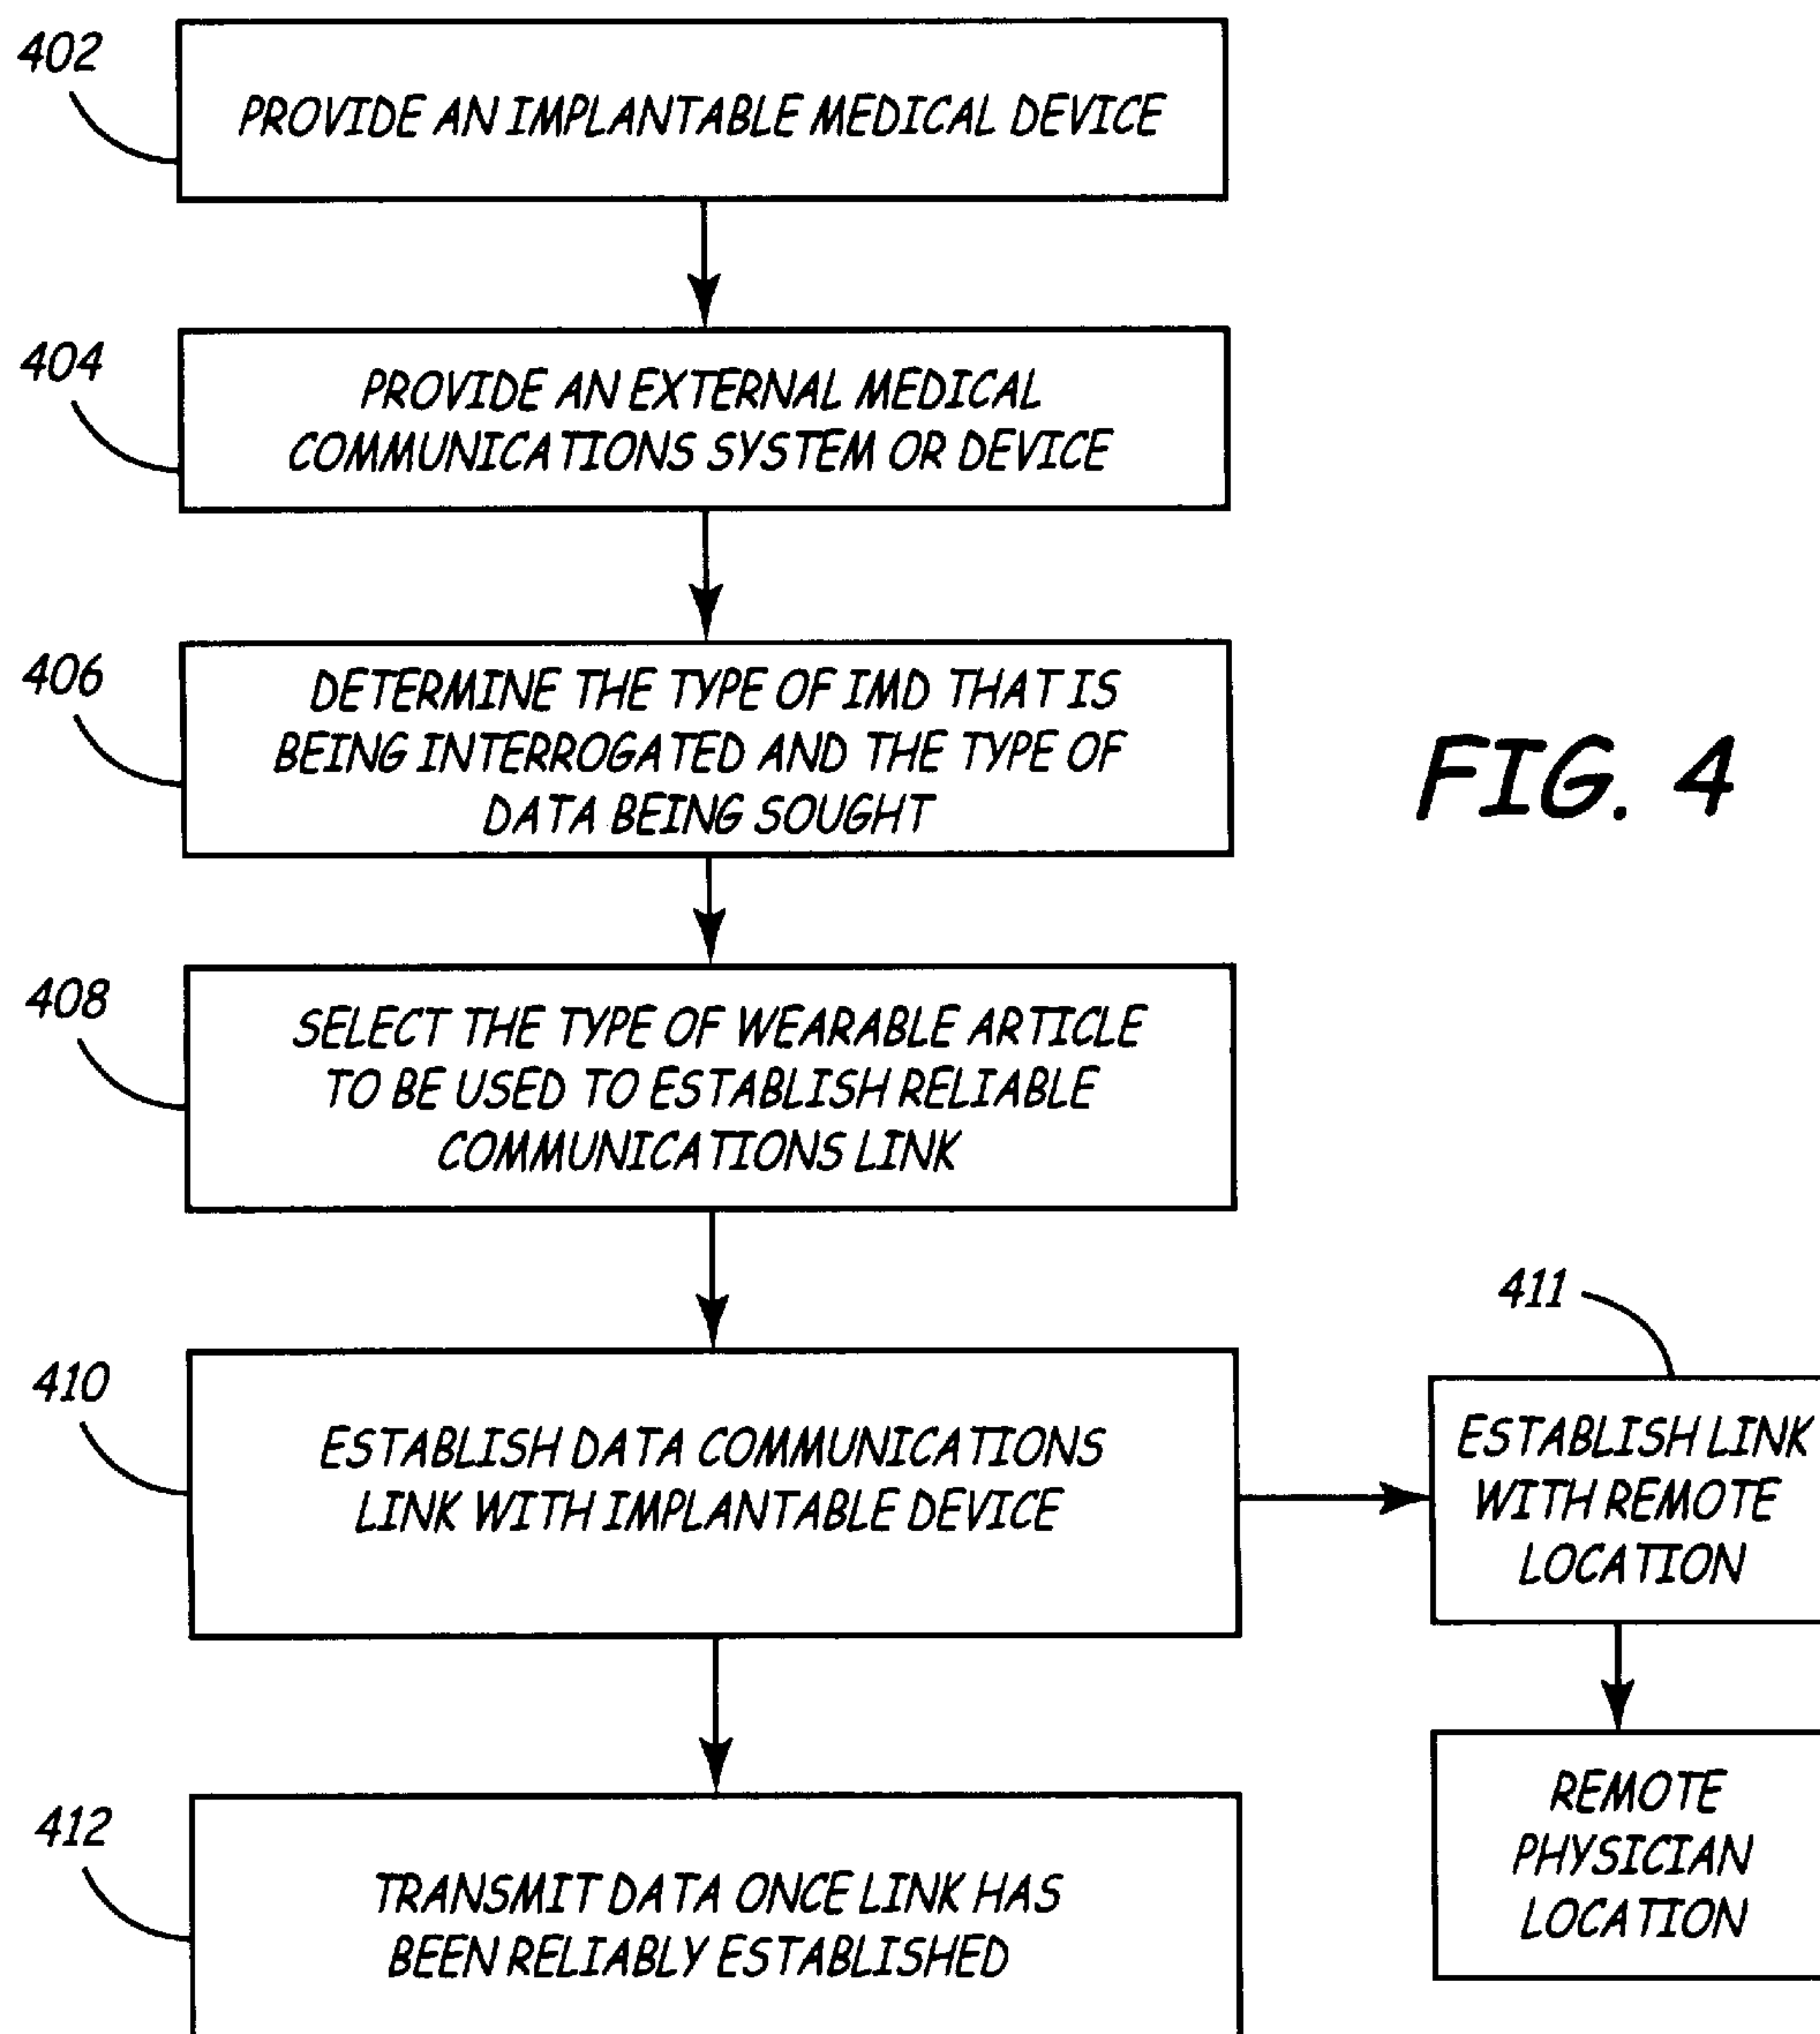 402
PROVIDE AN IMPLANTABLE MEDICAL DEVICE
404
PROVIDE AN EXTERNAL MEDICAL
COMMUNICATIONS SYSTEM OR DEVICE
406
DETERMINE THE TYPE OF IMD THAT IS
BEING INTERROGATED AND THE TYPE OF
DATA BEING SOUGHT
FIG. 4
408
SELECT THE TYPE OF WEARABLE ARTICLE
TO BE USED TO ESTABLISH RELIABLE
COMMUNICATIONS LINK
410
ESTABLISH DATA COMMUNICATIONS
LINK WITH IMPLANTABLE DEVICE
411
ESTABLISH LINK
WITH REMOTE
LOCATION
412
TRANSMIT DATA ONCE LINK HAS
BEEN RELIABLY ESTABLISHED
REMOTE
PHYSICIAN
LOCATION